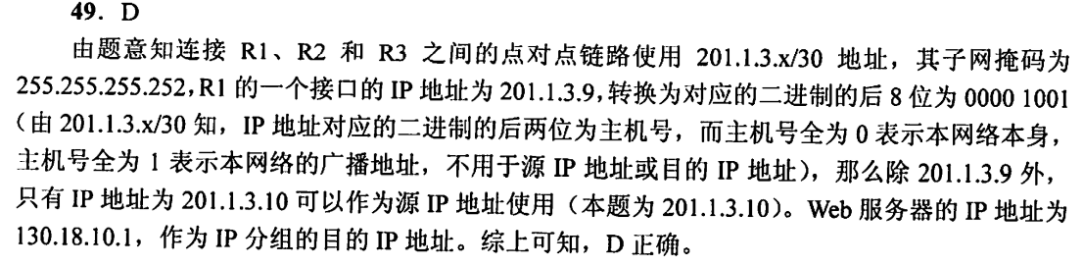 49．D
由题意知连接 R1、R2 和 R3 之间的点对点链路使用 201.1.3.x/30 地址，其子网掩码为
255.255.255.252，R1 的一个接口的 IP 地址为 201.1.3.9，转换为对应的二进制的后 8 位为 0000 1001
（由 201.1.3.x/30 知，IP 地址对应的二进制的后两位为主机号，而主机号全为 0 表示本网络本身，
主机号全为 1 表示本网络的广播地址，不用于源 IP 地址或目的 IP 地址），那么除 201.1.3.9 外，
只有 IP 地址为 201.1.3.10 可以作为源 IP 地址使用（本题为 201.1.3.10）。Web 服务器的 IP 地址为
130.18.10.1，作为 IP 分组的目的 IP 地址。综上可知，D 正确。